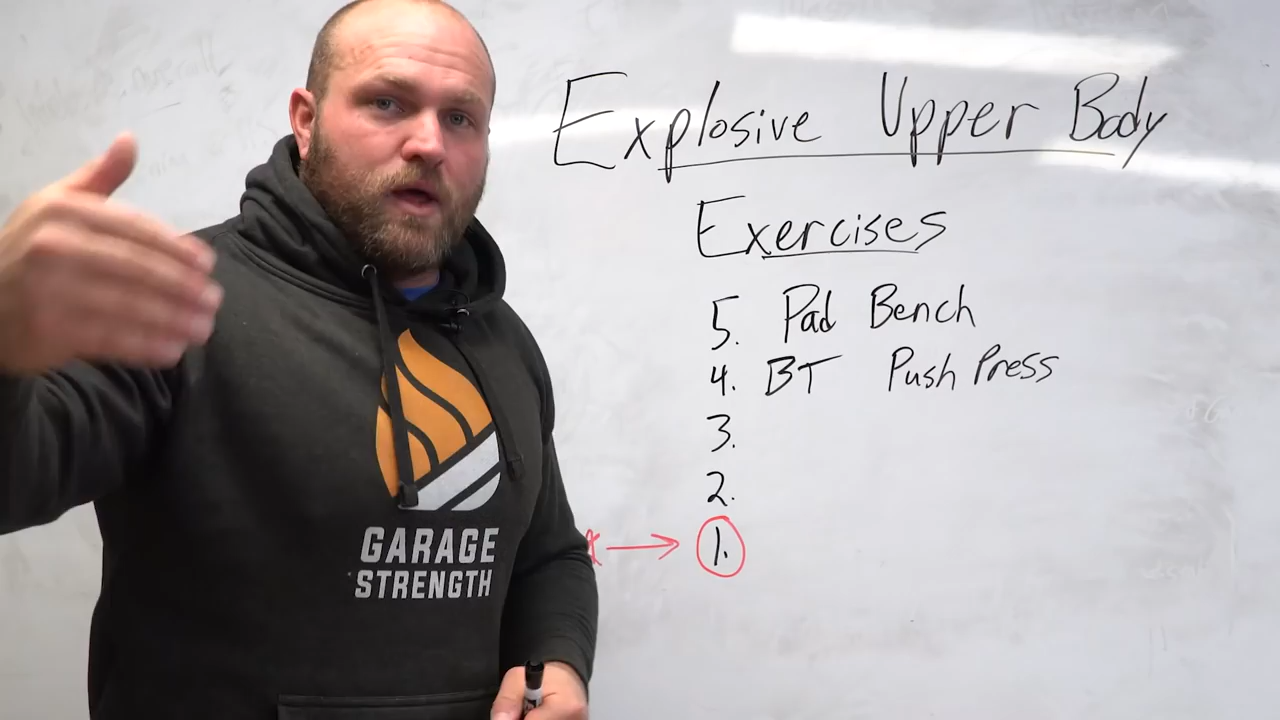 Explosive Upper Body
Exercises
5. Pad Bench
4. BT Push Press
3.
2.
1.
GARAGE
STRENGTH